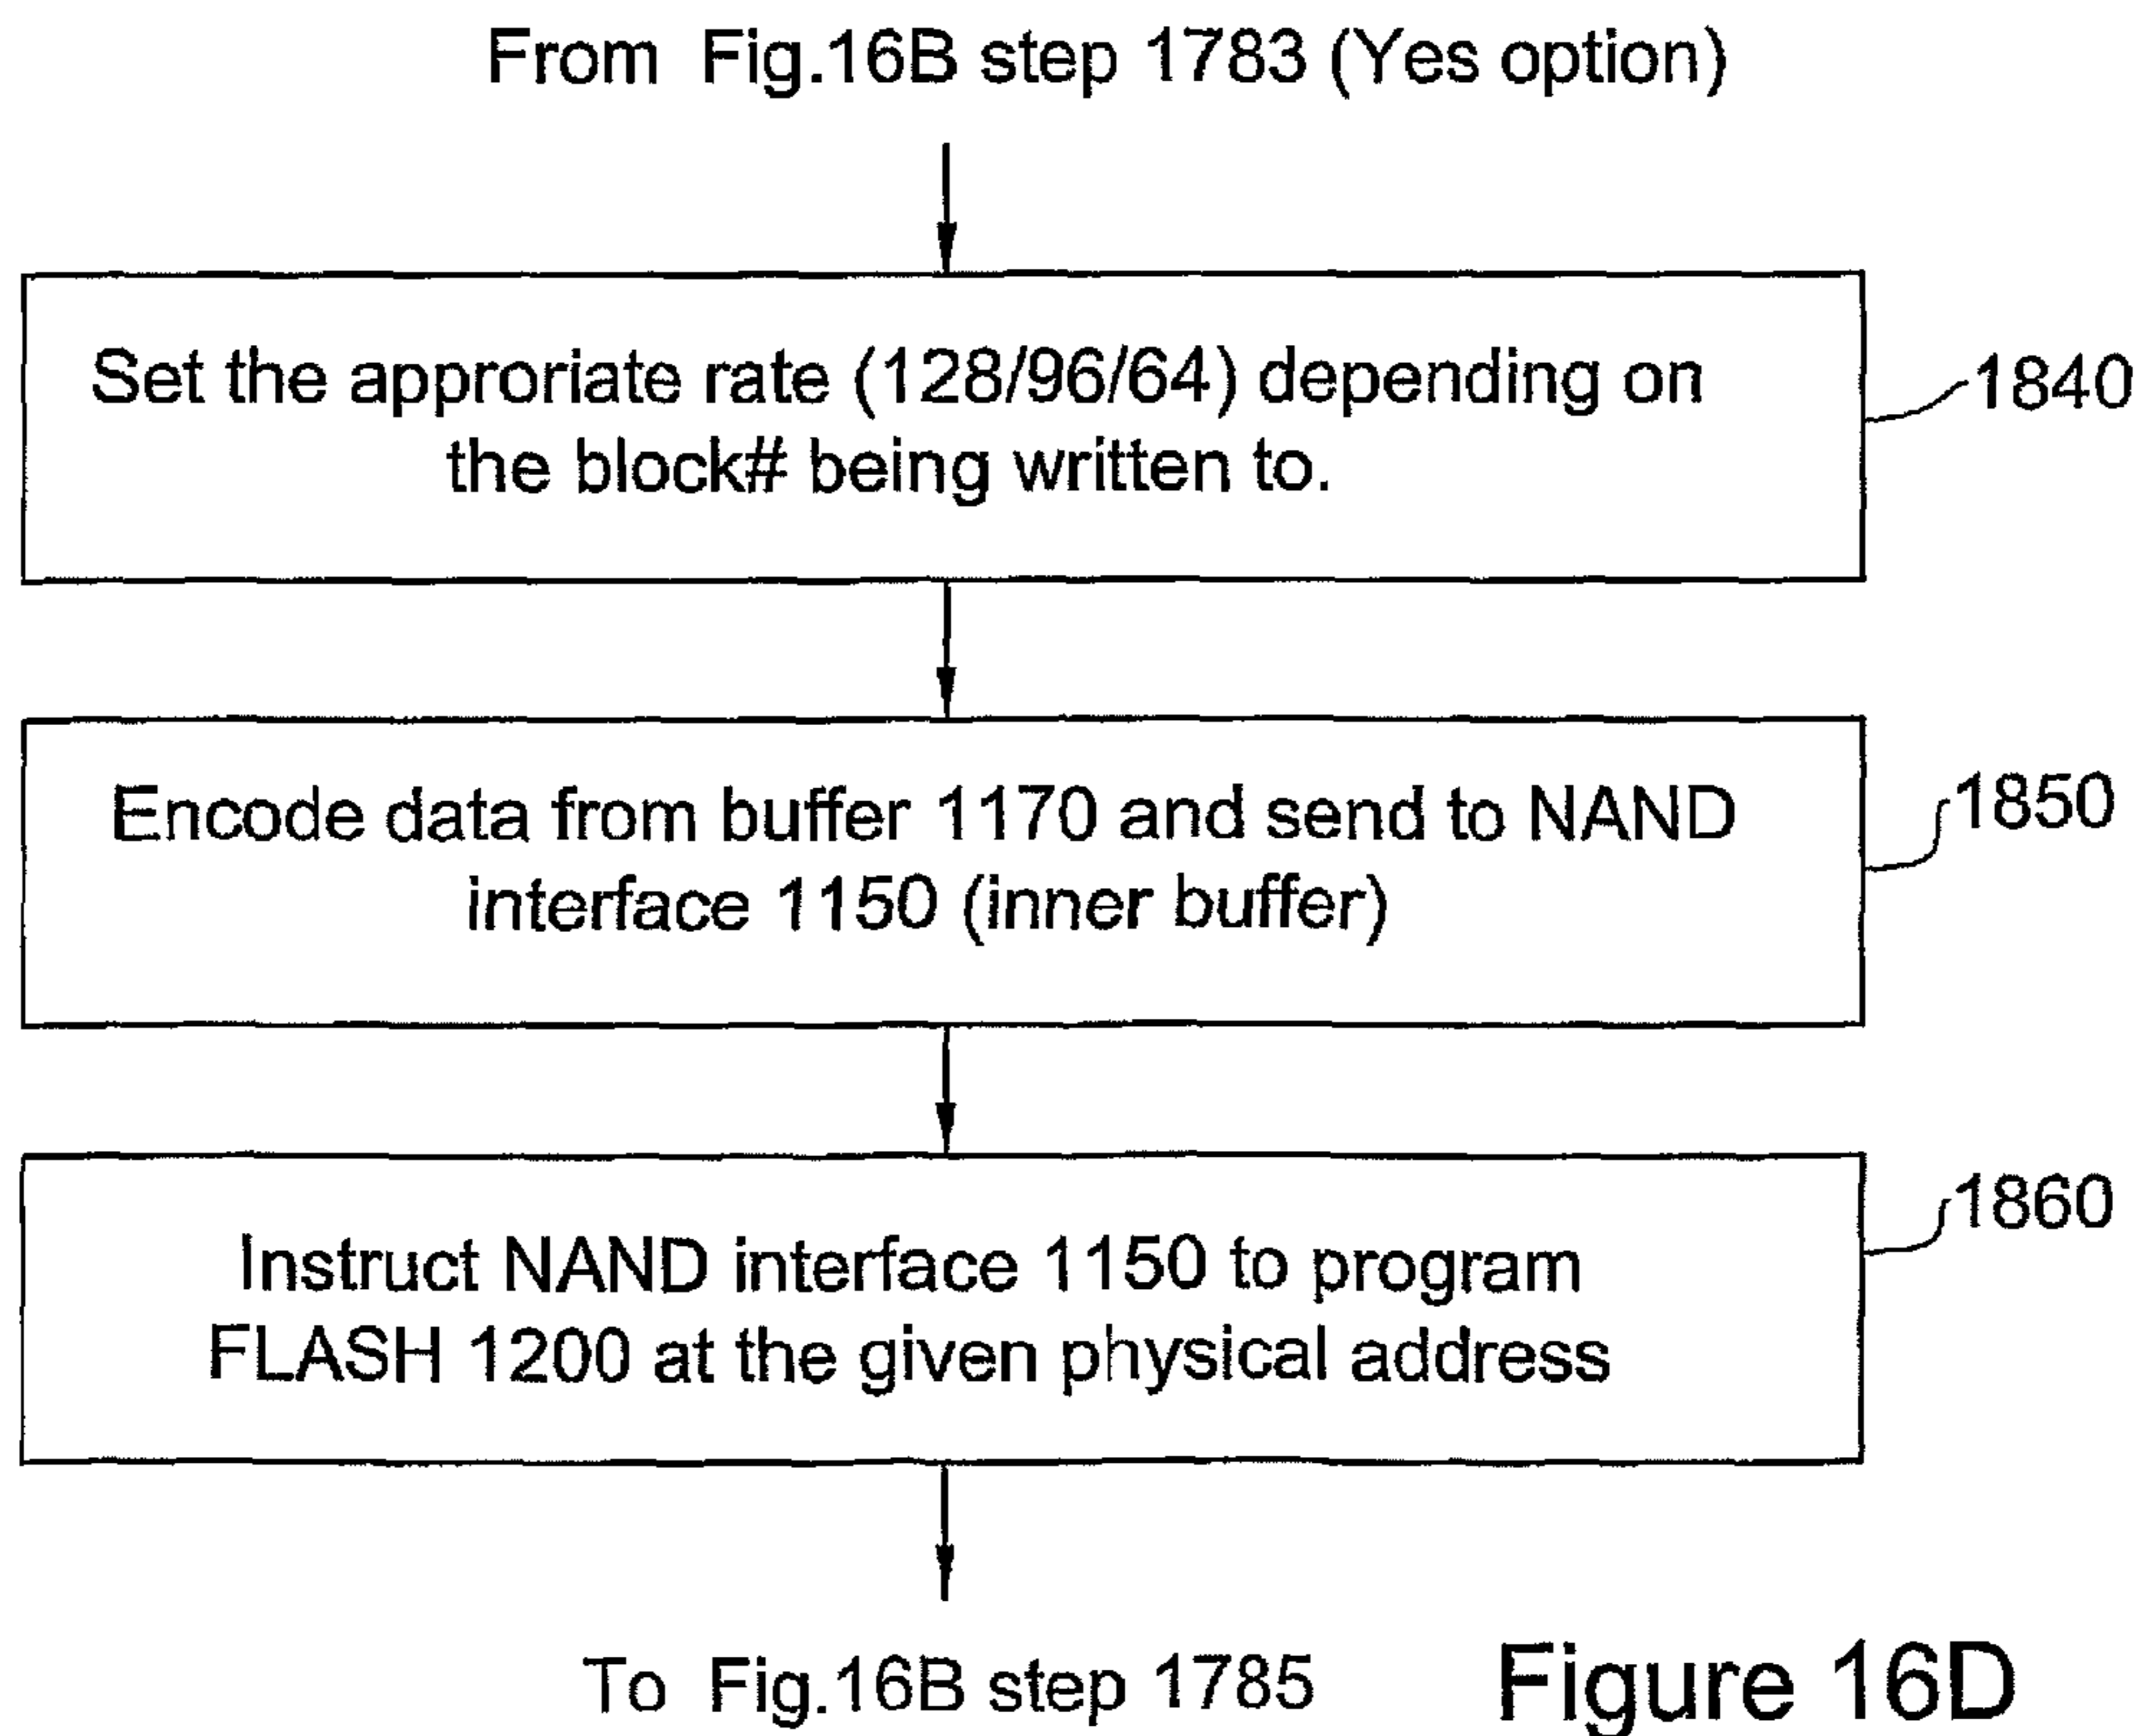 From Fig.16B step 1783 (Yes option)
Set the approriate rate (128/96/64) depending on
the block# being written to.
1840
Encode data from buffer 1170 and send to NAND
interface 1150 (inner buffer)
1850
Instruct NAND interface 1150 to program
FLASH 1200 at the given physical address
1860
To Fig.16B step 1785
Figure 16D